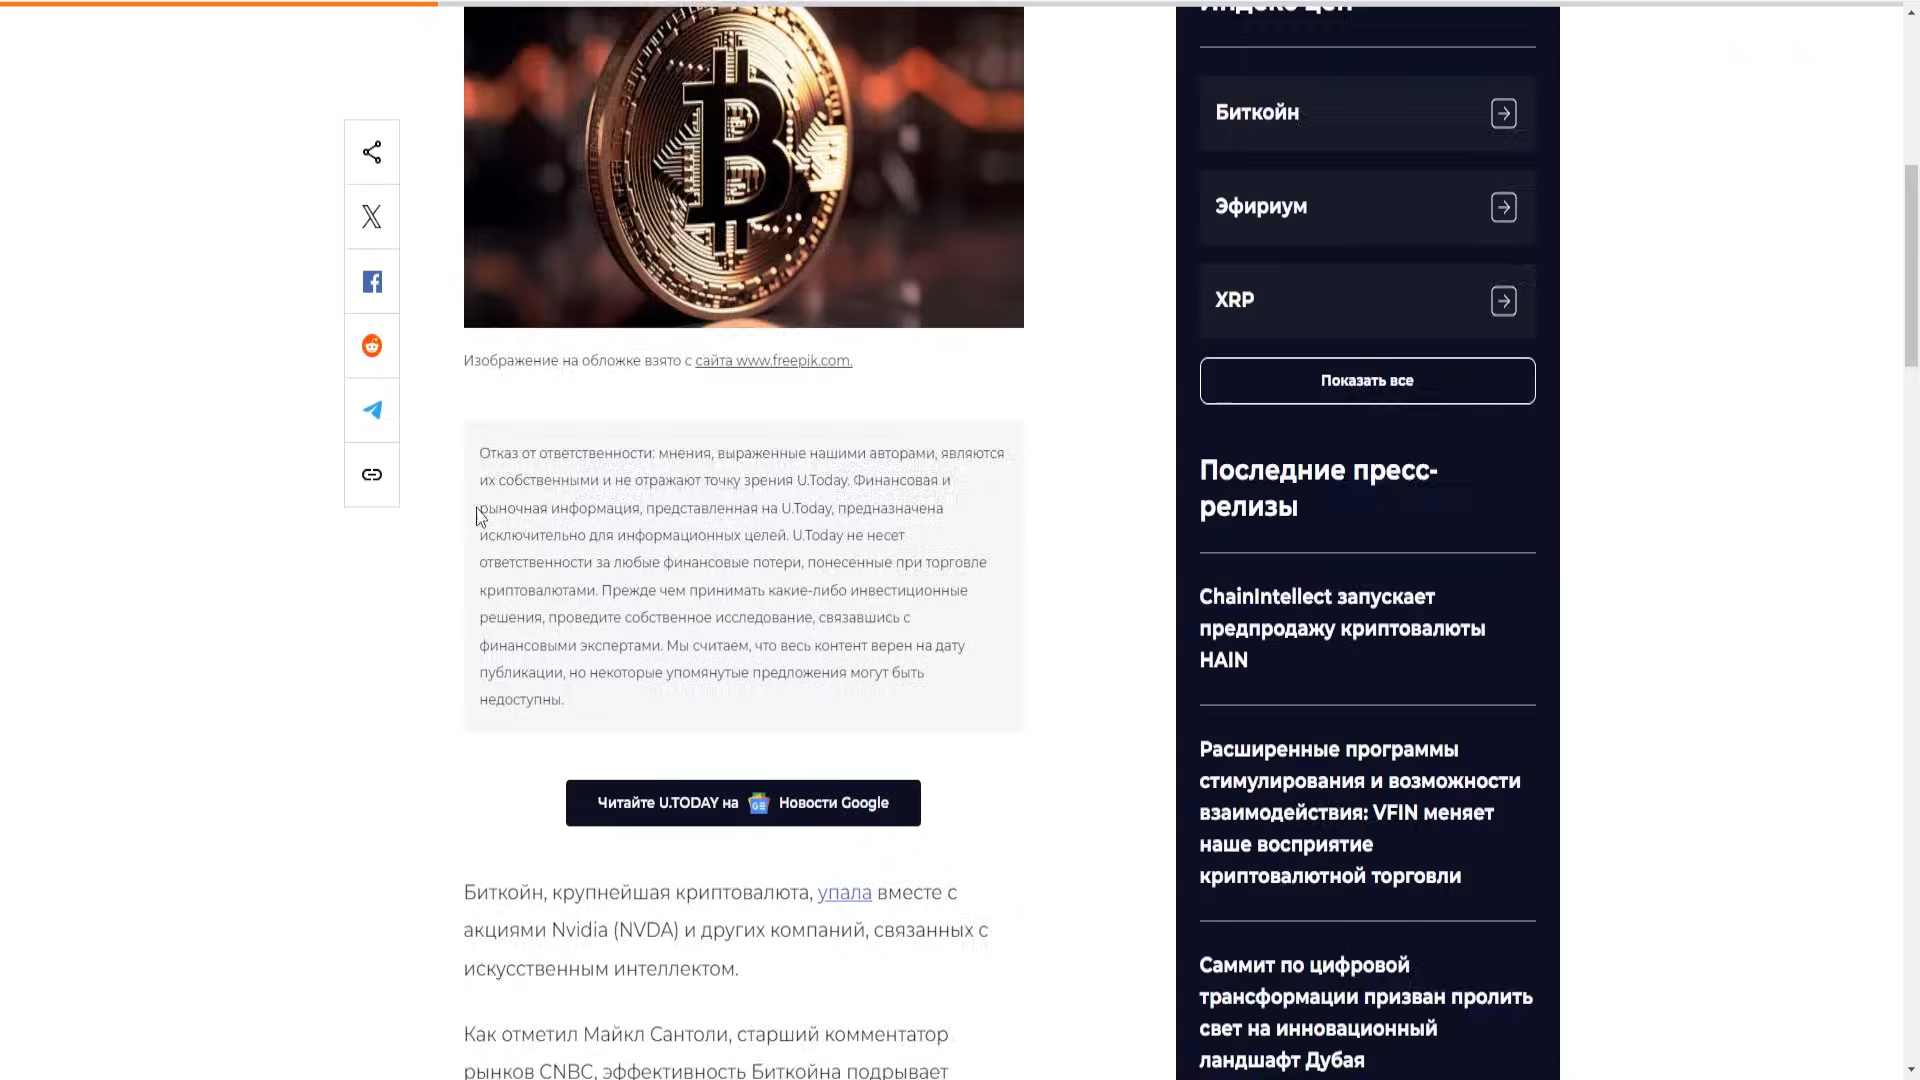 Изображение на обложке взято с сайта www.freepik.com.
Отказ от ответственности: мнения, выраженные нашими авторами, являются
их собственными и не отражают точку зрения U.Today. Финансовая и
рыночная информация, представленная на U.Today, предназначена
исключительно для информационных целей. U.Today не несет
ответственности за любые финансовые потери, понесенные при торговле
криптовалютами. Прежде чем принимать какие-либо инвестиционные
решения, проведите собственное исследование, связавшись с
финансовыми экспертами. Мы считаем, что весь контент верен на дату
публикации, но некоторые упомянутые предложения могут быть
недоступны.
Читайте U.TODAY на GE Новости Google
Биткойн, крупнейшая криптовалюта, упала вместе с
акциями Nvidia (NVDA) и других компаний, связанных с
искусственным интеллектом.
Как отметил Майкл Сантоли, старший комментатор
рынков CNBC, эффективность Биткойна подрывает
Индекс цен
Биткойн
Эфириум
XRP
Показать все
Последние пресс-
релизы
ChainIntellect запускает
предпродажу криптовалюты
HAIN
Расширенные программы
стимулирования и возможности
взаимодействия: VFIN меняет
наше восприятие
криптовалютной торговли
Саммит по цифровой
трансформации призван пролить
свет на инновационный
ландшафт Дубая